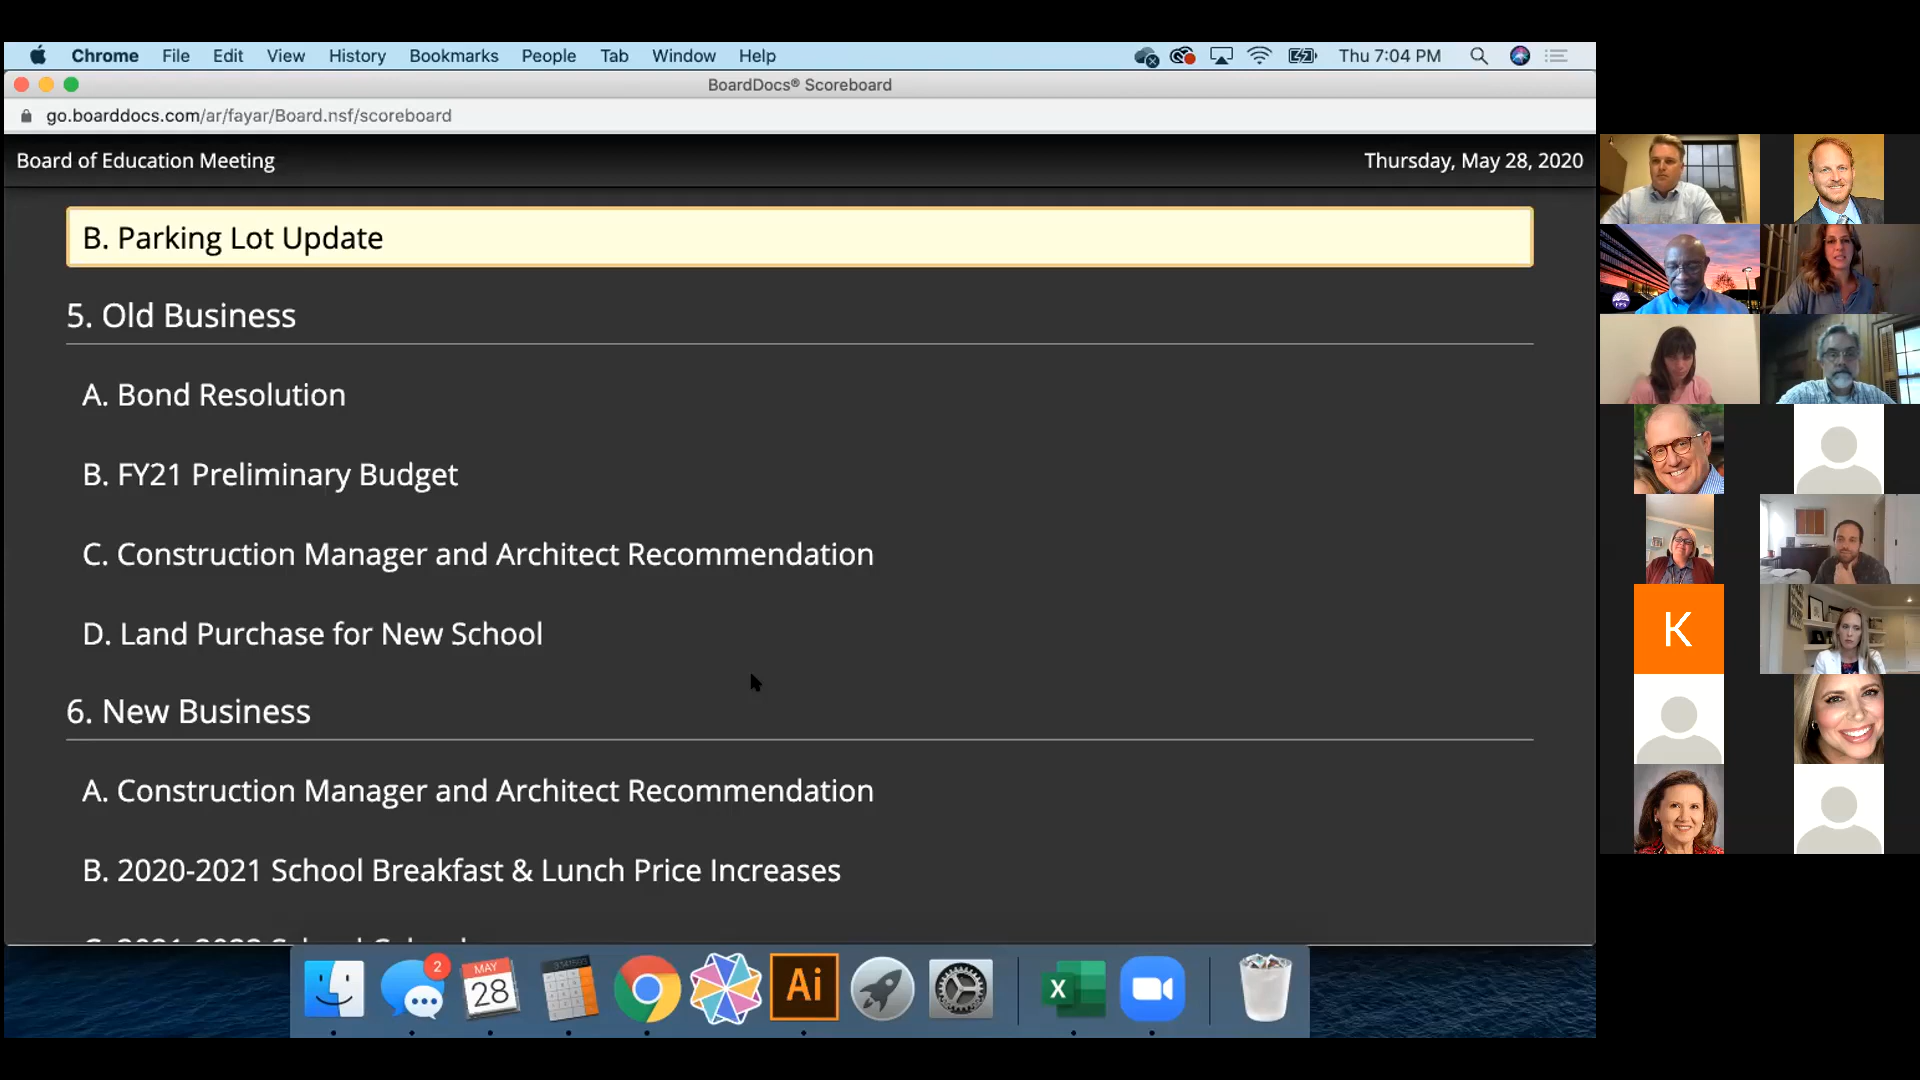 Chrome File Edit View History Bookmarks People Tab Window Help Thu 7:04 PM
BoardDocs® Scoreboard
go.boarddocs.com/ar/fayar/Board.nsf/scoreboard
Board of Education Meeting Thursday, May 28, 2020
B. Parking Lot Update
5. Old Business
A. Bond Resolution
B. FY21 Preliminary Budget
C. Construction Manager and Architect Recommendation
D. Land Purchase for New School
6. New Business
A. Construction Manager and Architect Recommendation
B. 2020-2021 School Breakfast & Lunch Price Increases
K
2
MAY
28
Ai
X